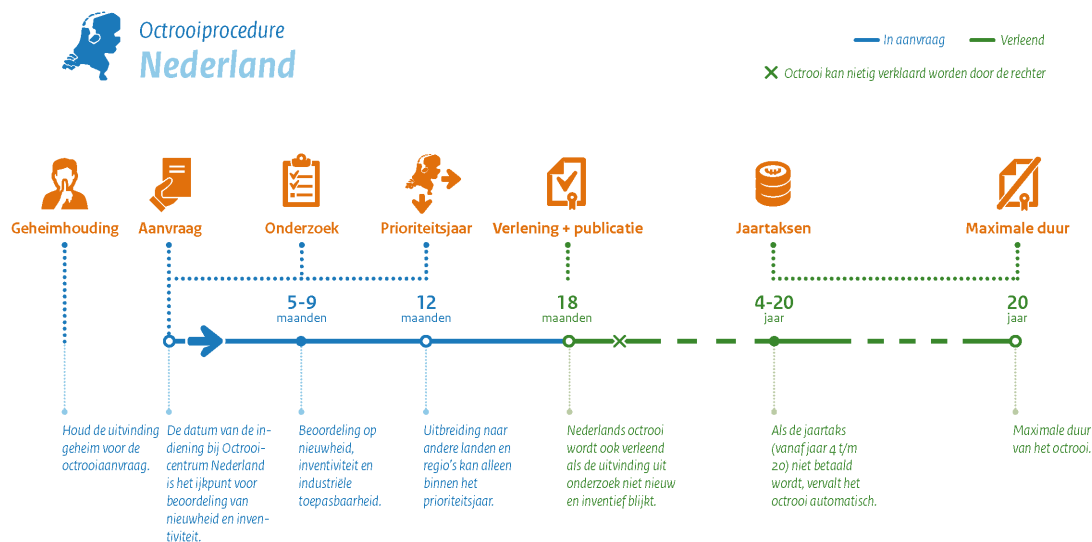 Octrooiprocedure
Nederland
In aanvraag
Verleend
Octrooi kan nietig verklaard worden door de rechter
Geheimhouding
Aanvraag
Onderzoek
Prioriteitsjaar
Verlening + publicatie
Jaartaksen
Maximale duur
5-9
maanden
12
maanden
18
maanden
4-20
jaar
20
jaar
Houd de uitvinding
geheim voor de
octrooiaanvraag.
De datum van de in-
diening bij Octrooi-
centrum Nederland
is het ijkpunt voor
beoordeling van
nieuwheid en inven-
tiviteit.
Beoordeling op
nieuwheid,
inventiviteit en
industriële
toepasbaarheid.
Uitbreiding naar
andere landen en
regio's kan alleen
binnen het
prioriteitsjaar.
Nederlands octrooi
wordt ook verleend
als de uitvinding uit
onderzoek niet nieuw
en inventief blijkt.
Als de jaartaks
(vanaf jaar 4 t/m
20) niet betaald
wordt, vervalt het
octrooi automatisch.
Maximale duur
van het octrooi.